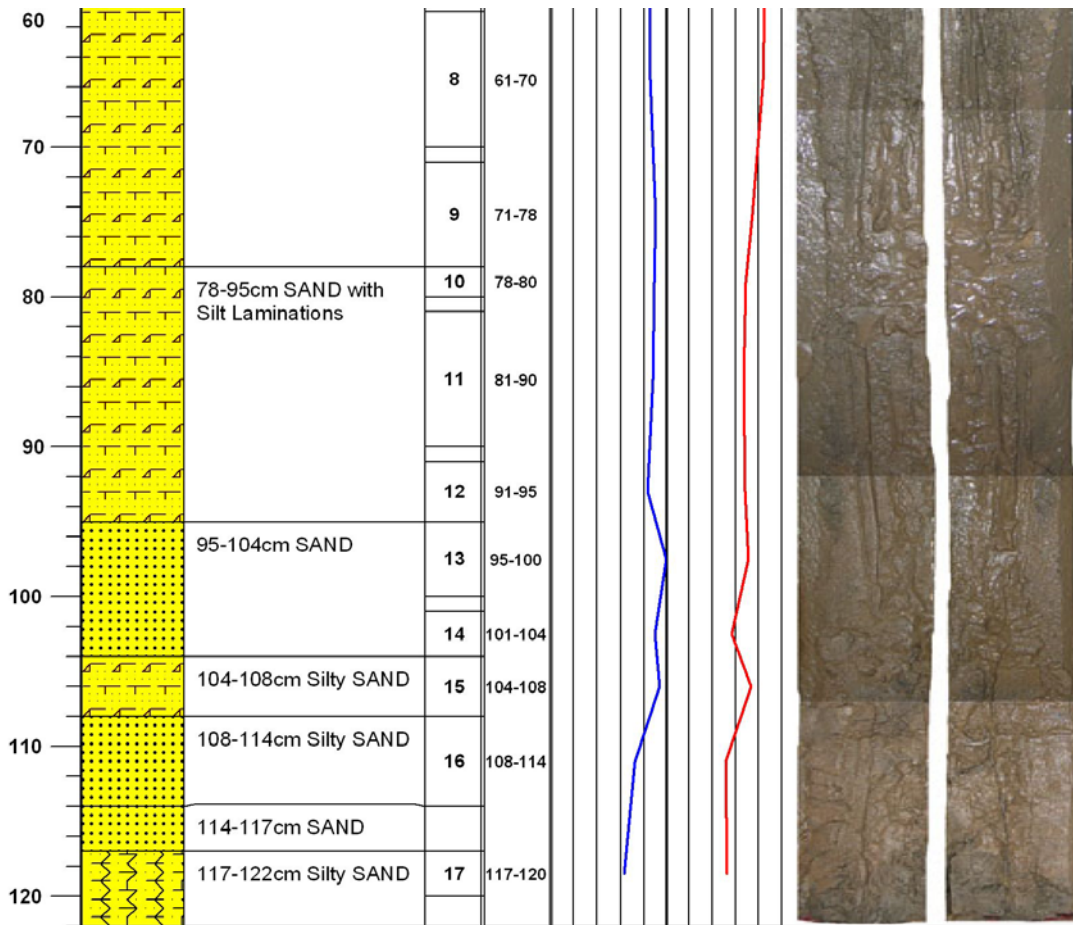 60
8 61-70
70
9 71-78
10 78-80
78-95cm SAND with
80
Silt Laminations
11 81-90
90
12 91-95
95-104cm SAND
13 95-100
100
14 101-104
104-108cm Silty SAND
15 104-108
108-114cm Silty SAND
110
16 108-114
114-117cm SAND
117-122cm Silty SAND
17 117-120
120